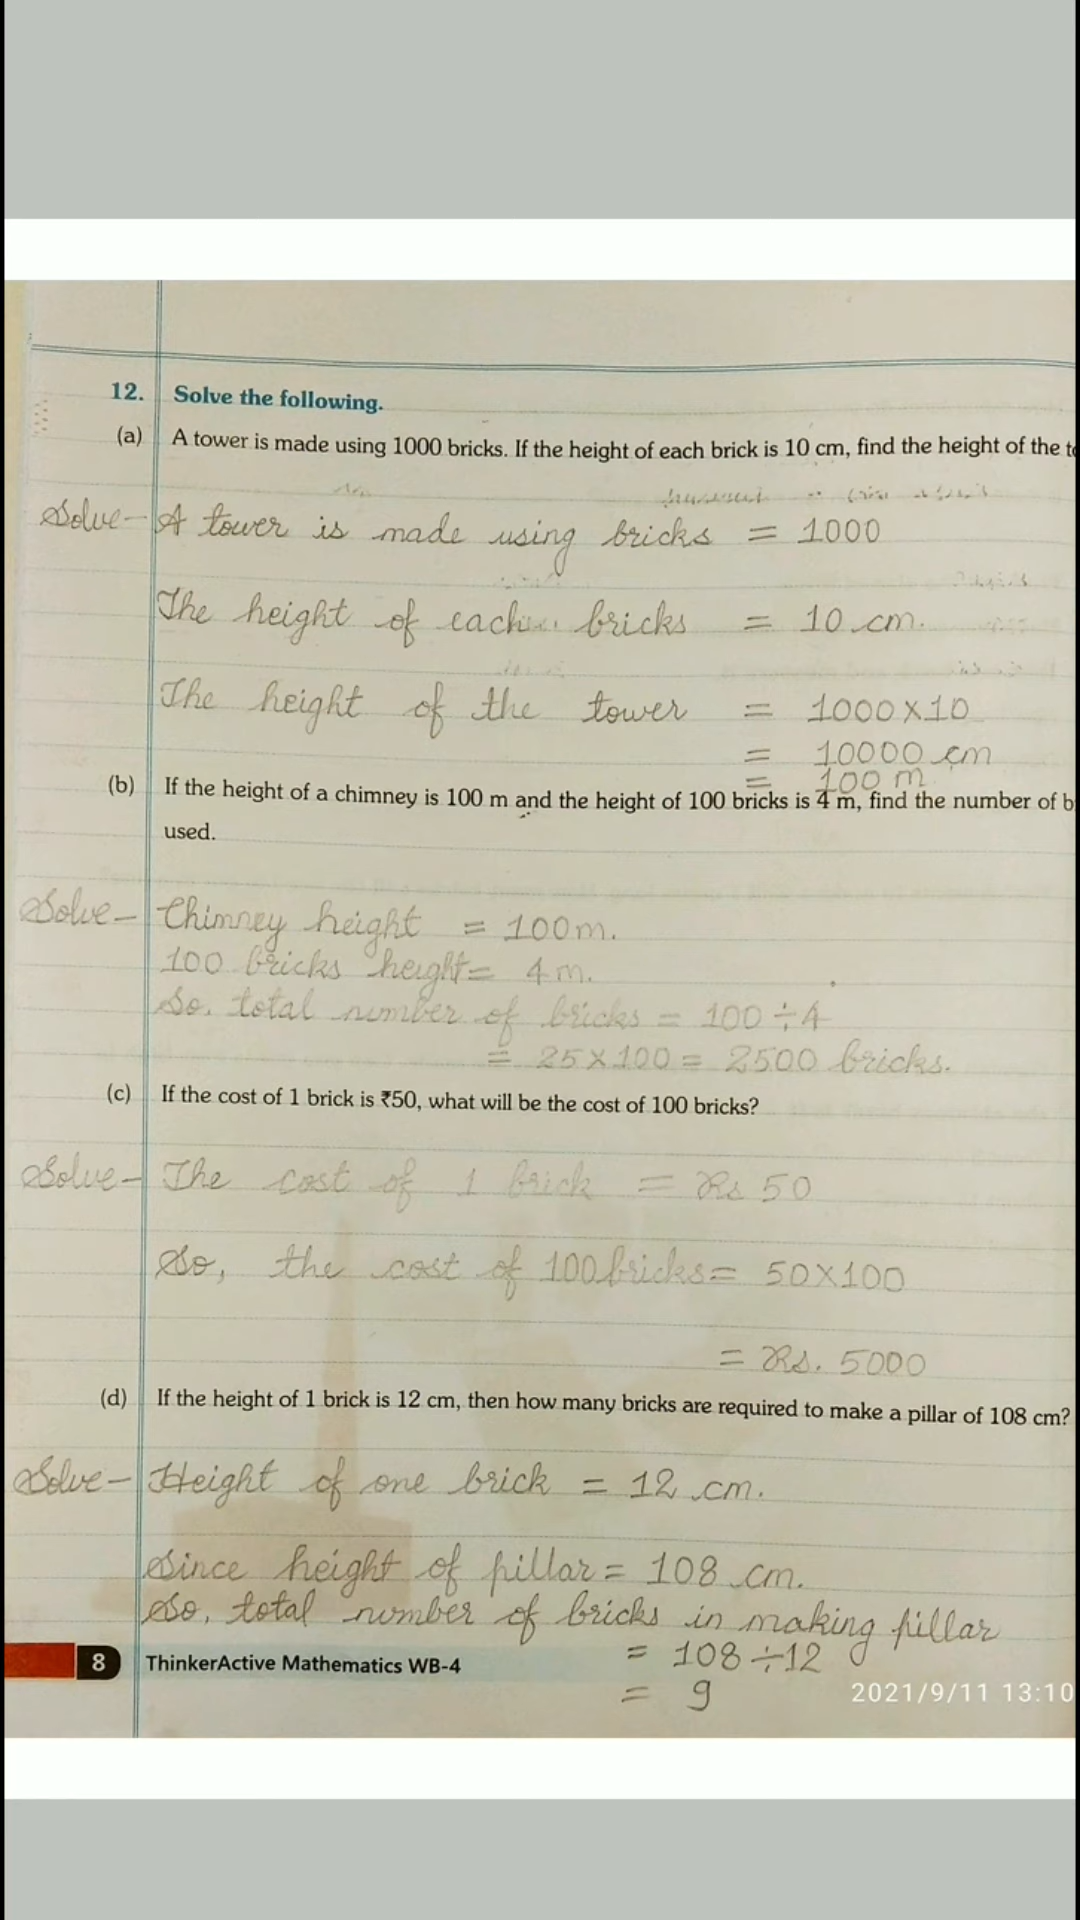 12. Solve the following.
(a) A tower is made using 1000 bricks. If the height of each brick is 10 cm, find the height of the
Solve- A tower is made using bricks = 1000
The height of each bricks = 10 cm.
The height of the tower = 1000 x 10
= 10000 cm
= 100 m
(b) If the height of a chimney is 100 m and the height of 100 bricks is 4 m, find the number of
used.
Solve- Chimney height = 100m.
100 bricks height = 4 m.
So, total number of bricks = 100 ÷ 4
= 25 x 100 = 2500 bricks.
(c) If the cost of 1 brick is ₹50, what will be the cost of 100 bricks?
Solve- The cost of 1 brick = Rs 50
So, the cost of 100 bricks = 50x100
= Rs. 5000
(d) If the height of 1 brick is 12 cm, then how many bricks are required to make a pillar of 108 cm?
Solve- Height of one brick = 12 cm.
Since height of pillar = 108 cm.
So, total number of bricks in making pillar
= 108 ÷ 12
= 9
8 ThinkerActive Mathematics WB-4
2021/9/11 13:10